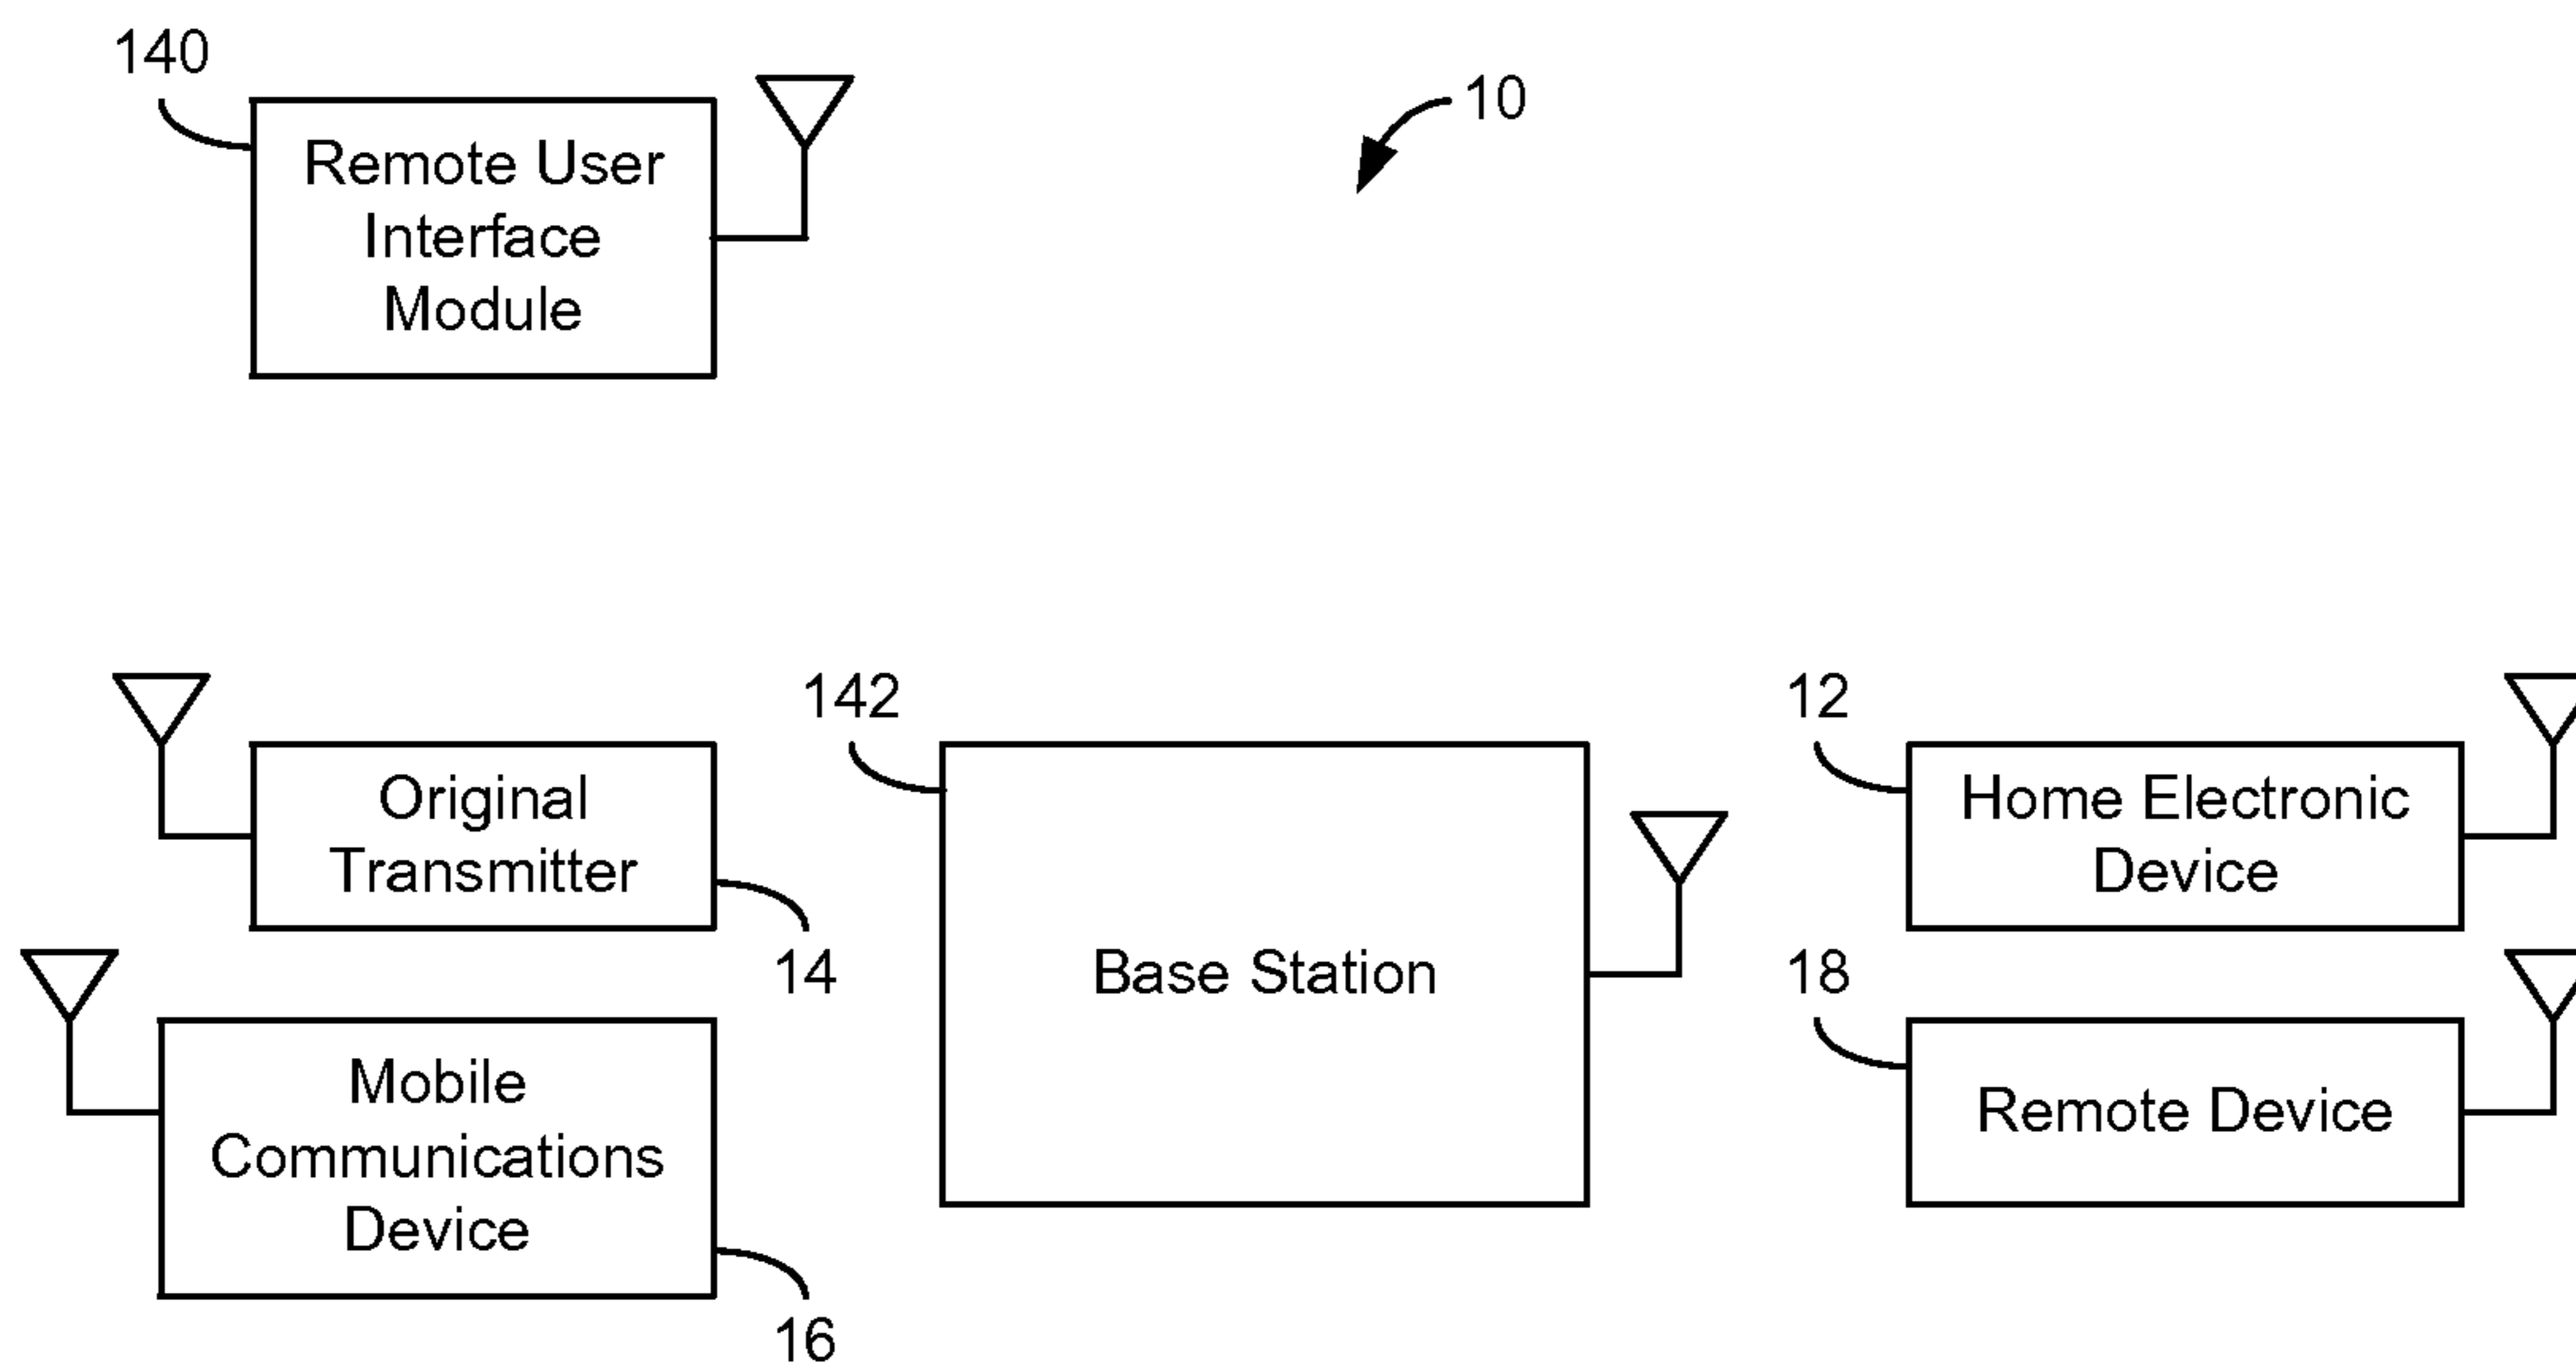 140
10
Remote User
Interface
Module
142
12
Original
Transmitter
14
Home Electronic
Device
Base Station
18
Mobile
Communications
Device
16
Remote Device